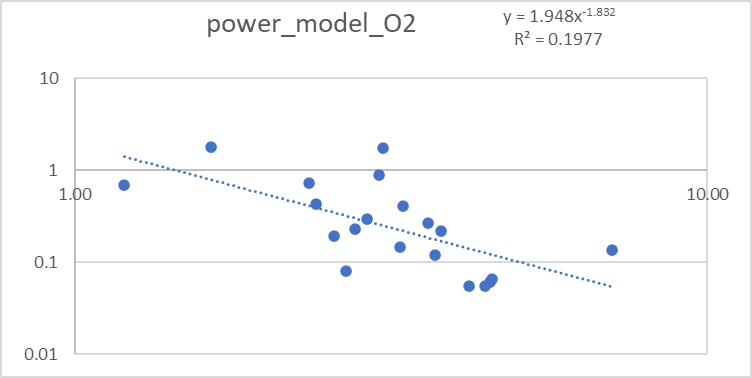 power_model_O2
y = 1.948x^-1.832
R² = 0.1977
10
1
1.00
10.00
0.1
0.01